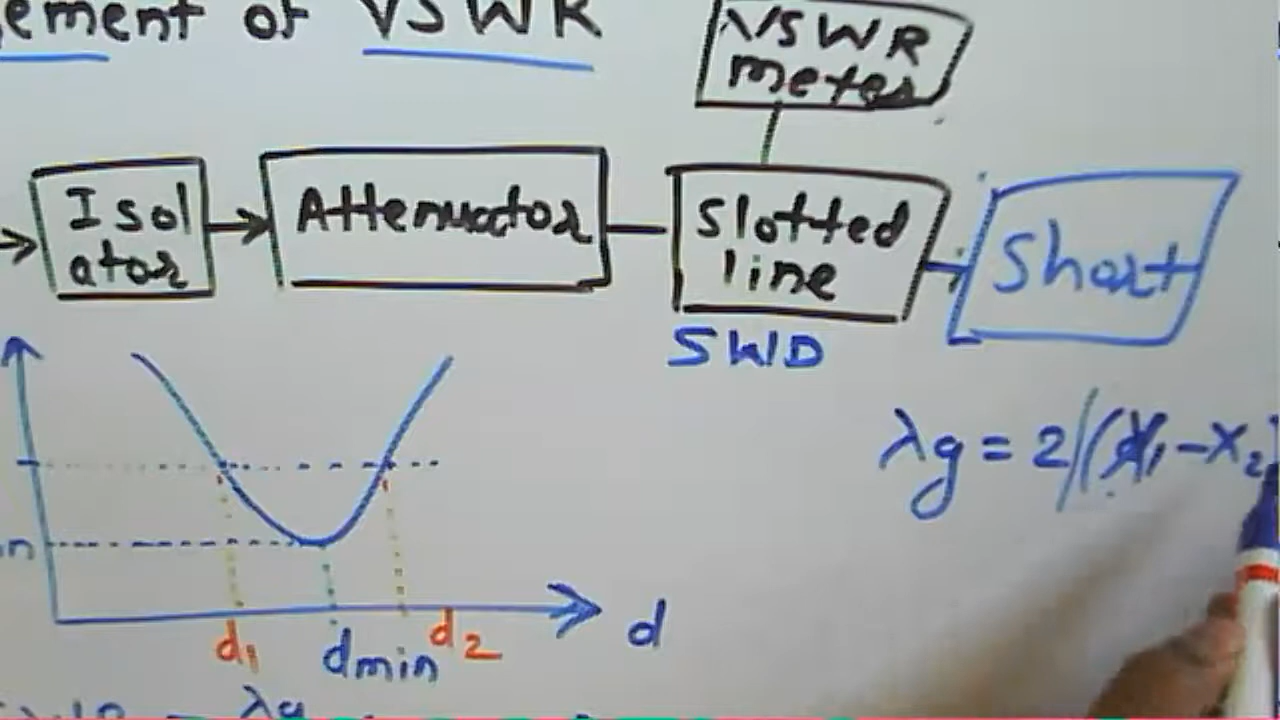 ement of VSWR
VSWR
meter
Isol
ator
Attenuator
Slotted
line
Short
SWD
λg = 2 |(X1 - X2
n
d1
dmin
d2
d
λg